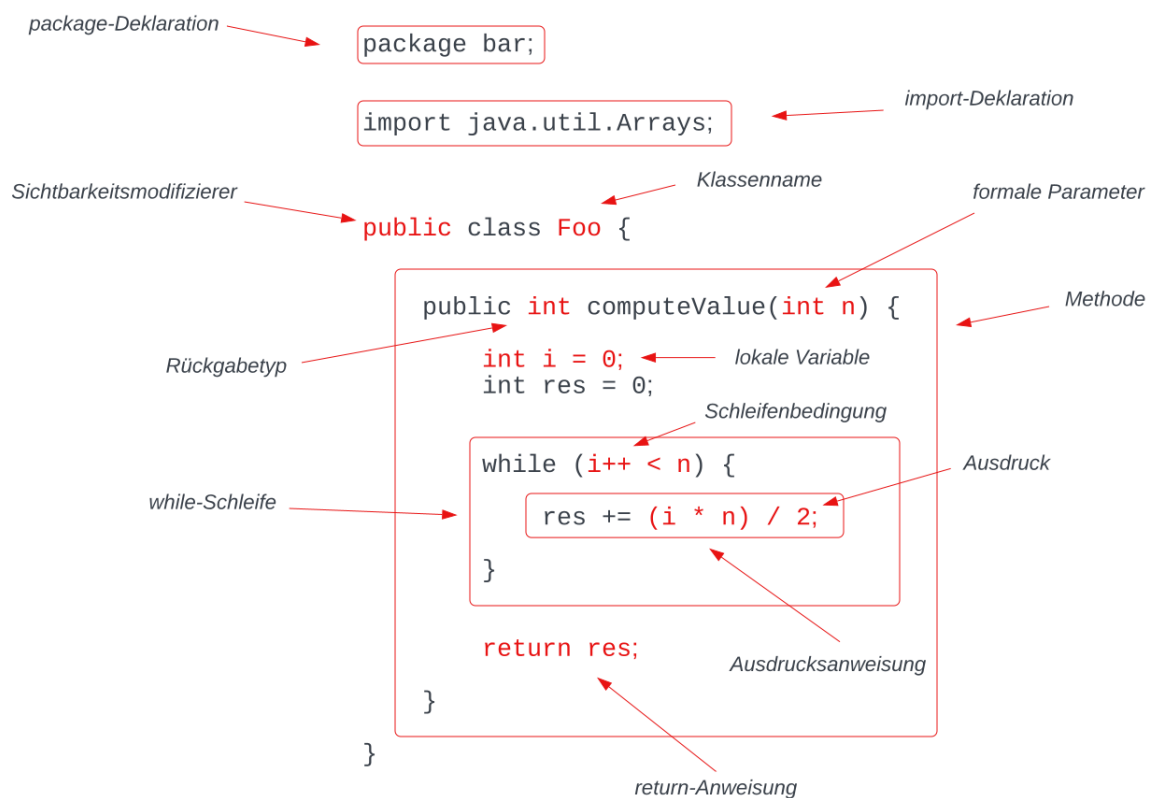 package-Deklaration
package bar;
import-Deklaration
import java.util.Arrays;
Klassenname
Sichtbarkeitsmodifizierer
formale Parameter
public class Foo {
Methode
public int computeValue(int n) {
Rückgabetyp
int i = 0;
lokale Variable
int res = 0;
Schleifenbedingung
while (i++ < n) {
Ausdruck
while-Schleife
res += (i * n) / 2;
}
return res;
Ausdrucksanweisung
}
}
return-Anweisung